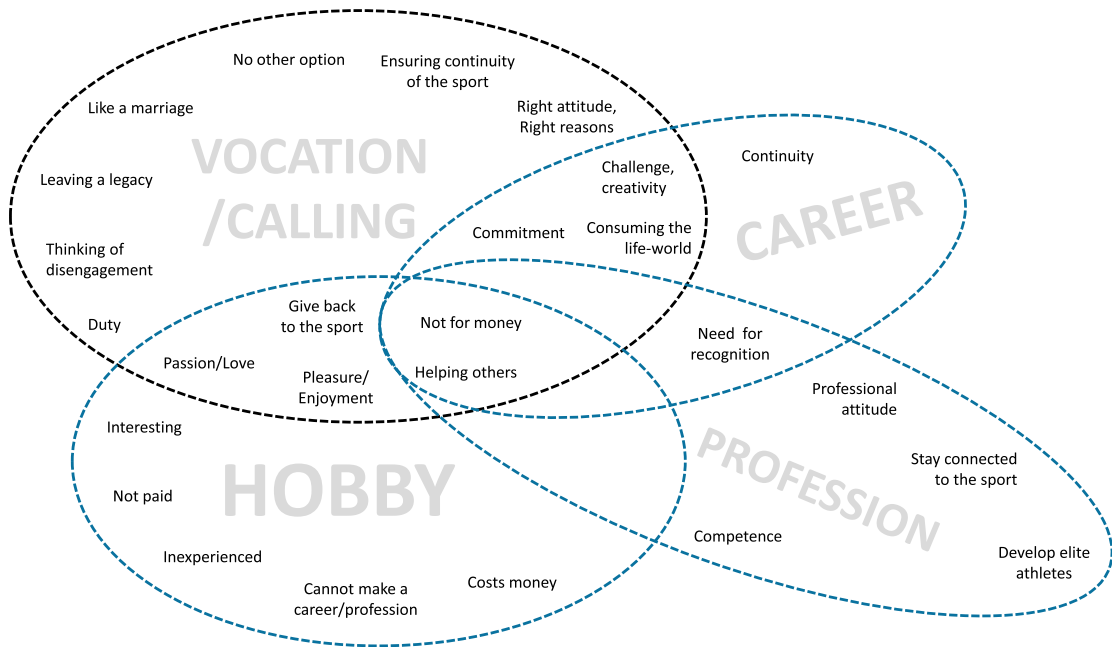 No other option
Ensuring continuity
of the sport
Like a marriage
Right attitude,
Right reasons
VOCATION
/CALLING
Continuity
Challenge,
creativity
Leaving a legacy
CAREER
Commitment
Consuming the
life-world
Thinking of
disengagement
Give back
to the sport
Not for money
Duty
Need for
recognition
Passion/Love
Helping others
Pleasure/
Enjoyment
Professional
attitude
Interesting
HOBBY
PROFESSION
Stay connected
to the sport
Not paid
Competence
Inexperienced
Develop elite
athletes
Costs money
Cannot make a
career/profession